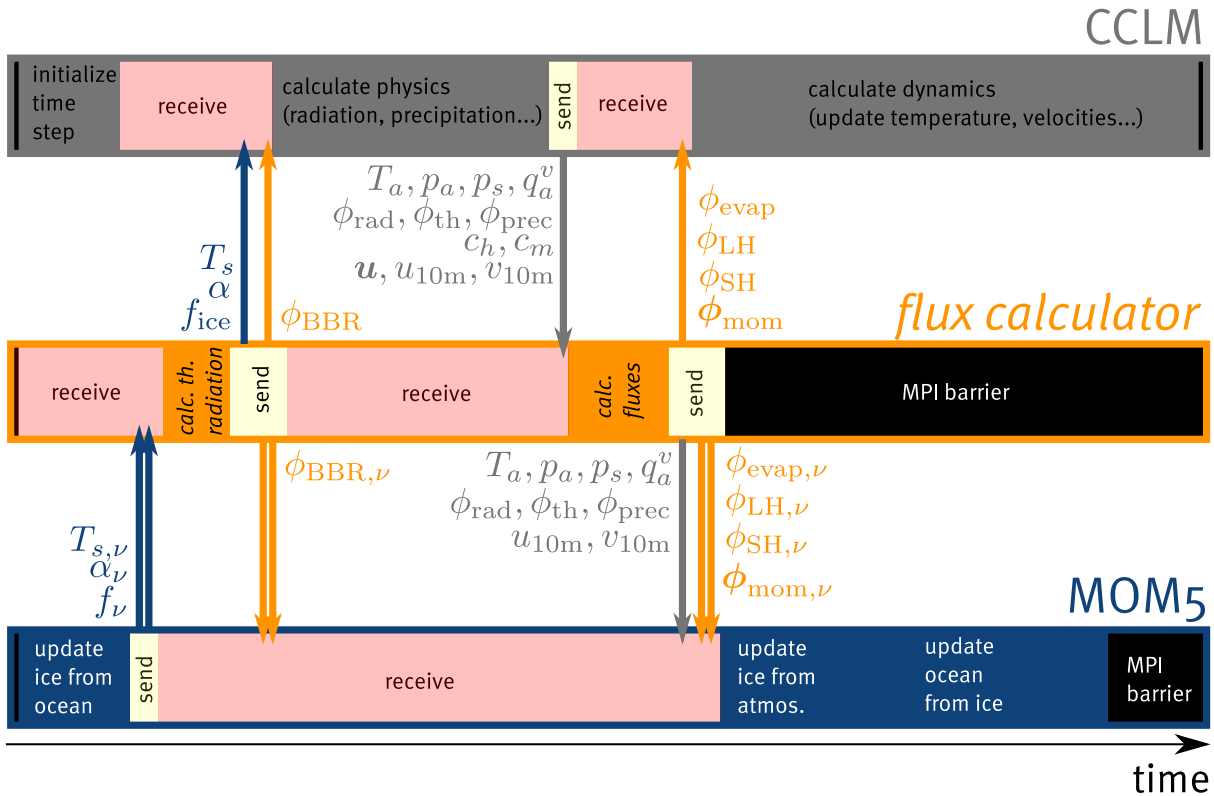 CCLM
initialize
time
step
receive
calculate physics
(radiation, precipitation...)
send
receive
calculate dynamics
(update temperature, velocities...)
T_a, p_a, p_s, q_a^v
ϕ_rad, ϕ_th, ϕ_prec
c_h, c_m
u, u_10m, v_10m
T_s
α
f_ice
ϕ_BBR
ϕ_evap
ϕ_LH
ϕ_SH
ϕ_mom
flux calculator
receive
calc. th.
radiation
send
receive
calc.
fluxes
send
MPI barrier
T_s,ν
α_ν
f_ν
ϕ_BBR,ν
T_a, p_a, p_s, q_a^v
ϕ_rad, ϕ_th, ϕ_prec
u_10m, v_10m
ϕ_evap,ν
ϕ_LH,ν
ϕ_SH,ν
ϕ_mom,ν
MOM5
update
ice from
ocean
send
receive
update
ice from
atmos.
update
ocean
from ice
MPI
barrier
time